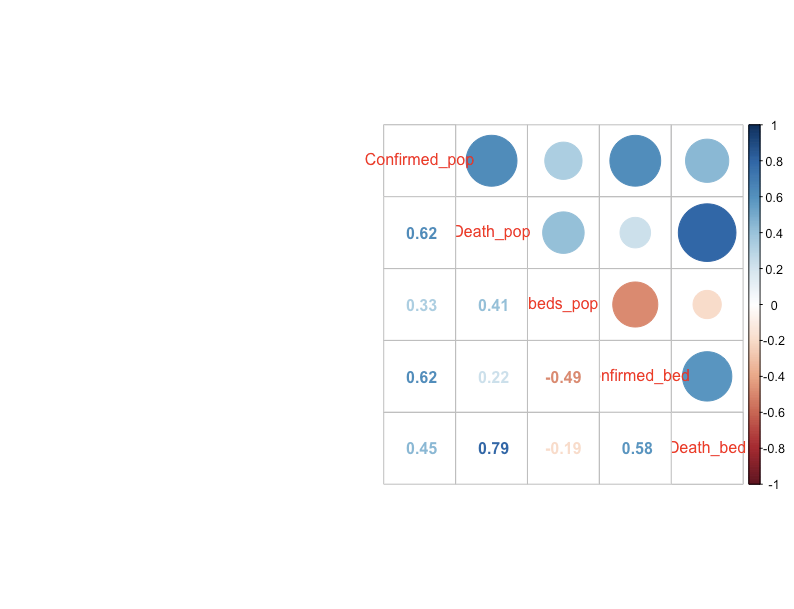 Confirmed_pop
0.62 Death_pop
0.33 0.41 beds_pop
0.62 0.22 -0.49 nfirmed_bed
0.45 0.79 -0.19 0.58 Death_bed
1
0.8
0.6
0.4
0.2
0
-0.2
-0.4
-0.6
-0.8
-1